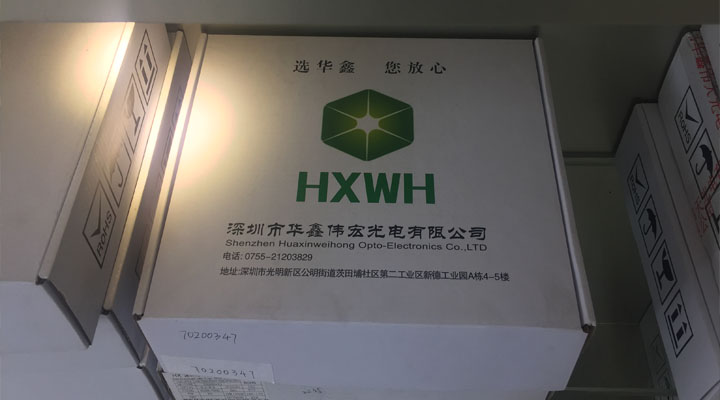 选华鑫 您放心
HXWH
深圳市华鑫伟宏光电有限公司
Shenzhen Huaxinweihong Opto-Electronics Co.,LTD
电话: 0755-21203829
地址:深圳市光明新区公明街道茨田埔社区第二工业区新德工业园A栋4-5楼
70200347
70200347
ROHS
ROHS